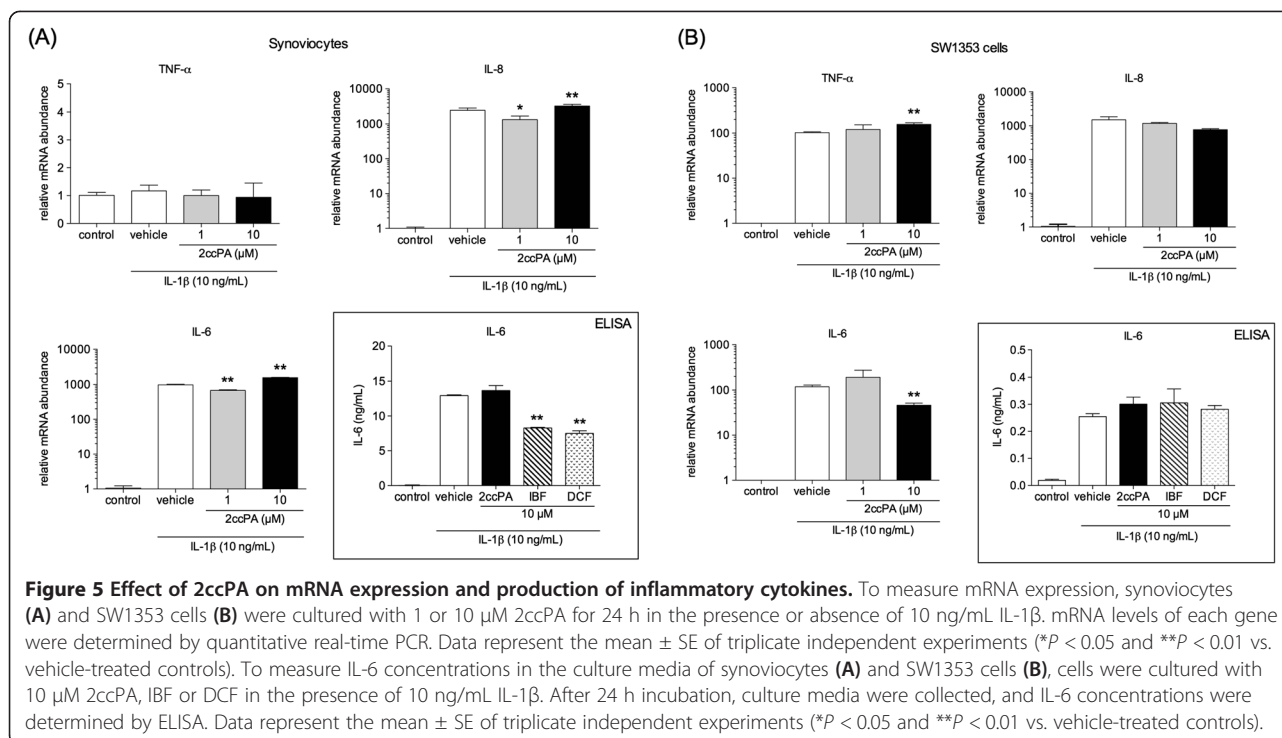 (A)
Synoviocytes
TNF-α
relative mRNA abundance
5
4
3
2
1
0
control
vehicle
1
10
2ccPA (µM)
IL-1β (10 ng/mL)
IL-8
relative mRNA abundance
10000
1000
100
10
1
*
**
control
vehicle
1
10
2ccPA (µM)
IL-1β (10 ng/mL)
IL-6
relative mRNA abundance
10000
1000
100
10
1
**
**
control
vehicle
1
10
2ccPA (µM)
IL-1β (10 ng/mL)
ELISA
IL-6
IL-6 (ng/mL)
20
15
10
5
0
**
**
control
vehicle
2ccPA
IBF
DCF
10 µM
IL-1β (10 ng/mL)
(B)
SW1353 cells
TNF-α
relative mRNA abundance
1000
100
10
1
**
control
vehicle
1
10
2ccPA (µM)
IL-1β (10 ng/mL)
IL-8
relative mRNA abundance
10000
1000
100
10
1
control
vehicle
1
10
2ccPA (µM)
IL-1β (10 ng/mL)
IL-6
relative mRNA abundance
1000
100
10
1
**
control
vehicle
1
10
2ccPA (µM)
IL-1β (10 ng/mL)
ELISA
IL-6
IL-6 (ng/mL)
0.5
0.4
0.3
0.2
0.1
0.0
control
vehicle
2ccPA
IBF
DCF
10 µM
IL-1β (10 ng/mL)
Figure 5 Effect of 2ccPA on mRNA expression and production of inflammatory cytokines. To measure mRNA expression, synoviocytes
(A) and SW1353 cells (B) were cultured with 1 or 10 µM 2ccPA for 24 h in the presence or absence of 10 ng/mL IL-1β. mRNA levels of each gene
were determined by quantitative real-time PCR. Data represent the mean ± SE of triplicate independent experiments (*P < 0.05 and **P < 0.01 vs.
vehicle-treated controls). To measure IL-6 concentrations in the culture media of synoviocytes (A) and SW1353 cells (B), cells were cultured with
10 µM 2ccPA, IBF or DCF in the presence of 10 ng/mL IL-1β. After 24 h incubation, culture media were collected, and IL-6 concentrations were
determined by ELISA. Data represent the mean ± SE of triplicate independent experiments (*P < 0.05 and **P < 0.01 vs. vehicle-treated controls).